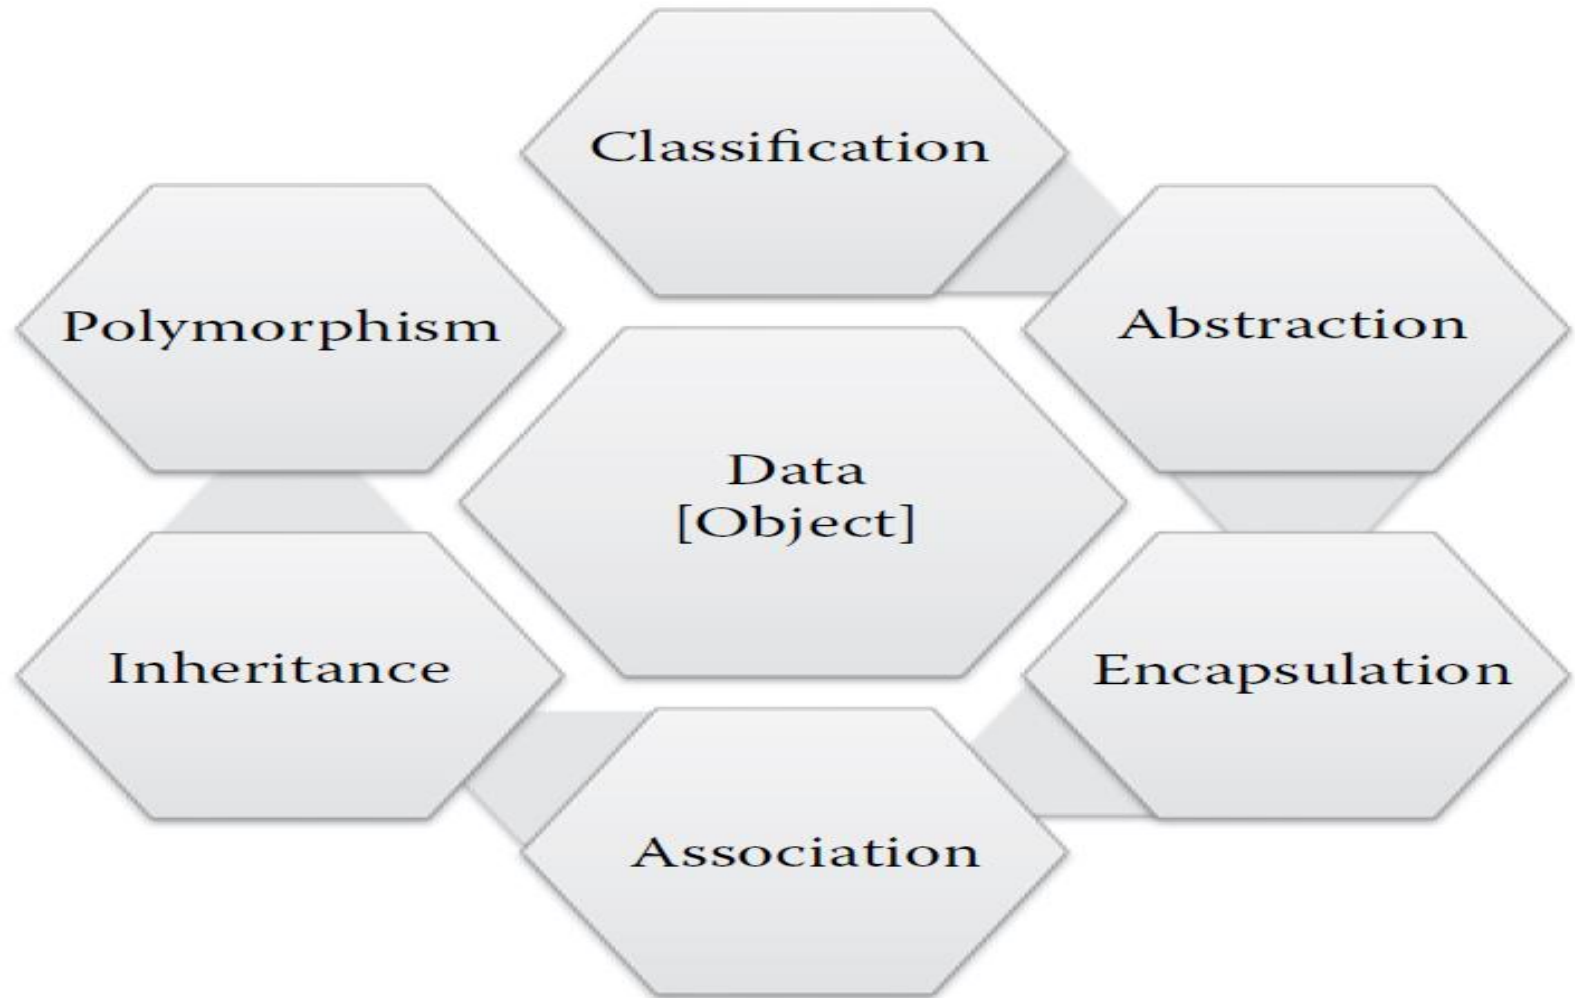 Classification
Polymorphism
Abstraction
Data
[Object]
Inheritance
Encapsulation
Association